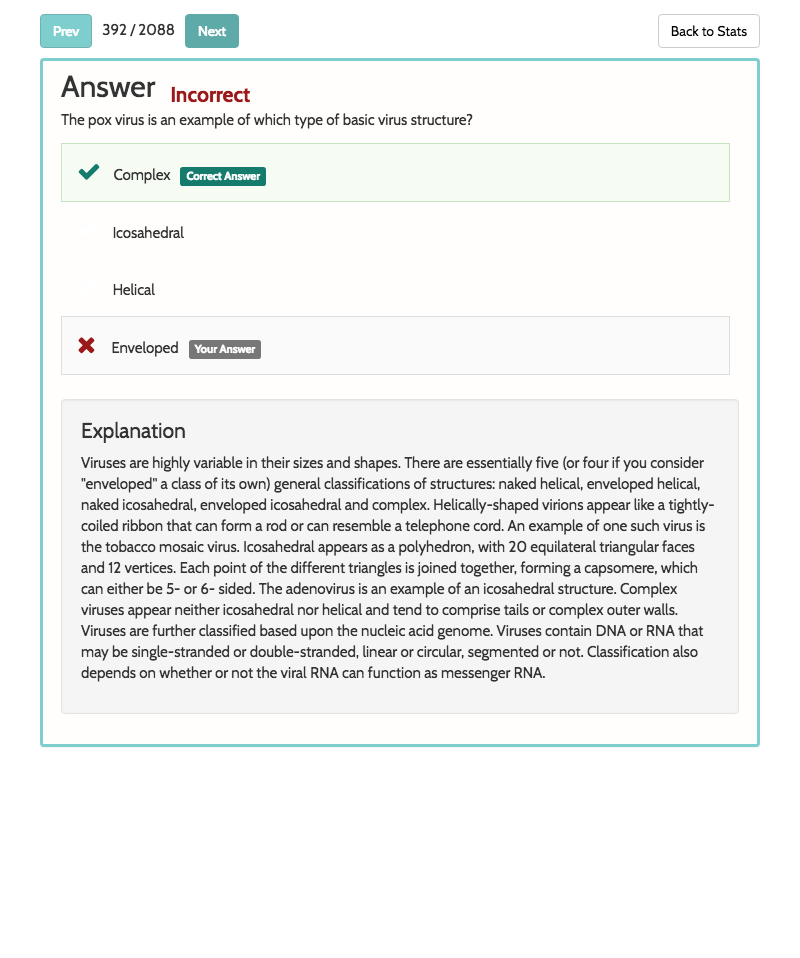 Prev 392 / 2088 Next Back to Stats
Answer Incorrect
The pox virus is an example of which type of basic virus structure?
Complex Correct Answer
Icosahedral
Helical
Enveloped Your Answer
Explanation
Viruses are highly variable in their sizes and shapes. There are essentially five (or four if you consider
"enveloped" a class of its own) general classifications of structures: naked helical, enveloped helical,
naked icosahedral, enveloped icosahedral and complex. Helically-shaped virions appear like a tightly-
coiled ribbon that can form a rod or can resemble a telephone cord. An example of one such virus is
the tobacco mosaic virus. Icosahedral appears as a polyhedron, with 20 equilateral triangular faces
and 12 vertices. Each point of the different triangles is joined together, forming a capsomere, which
can either be 5- or 6- sided. The adenovirus is an example of an icosahedral structure. Complex
viruses appear neither icosahedral nor helical and tend to comprise tails or complex outer walls.
Viruses are further classified based upon the nucleic acid genome. Viruses contain DNA or RNA that
may be single-stranded or double-stranded, linear or circular, segmented or not. Classification also
depends on whether or not the viral RNA can function as messenger RNA.